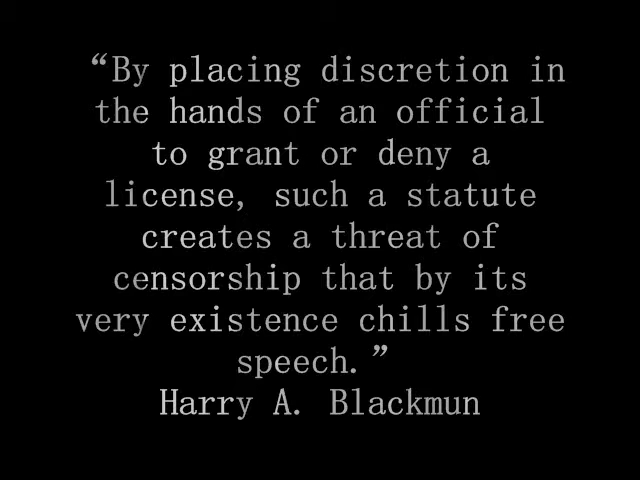 “By placing discretion in
the hands of an official
to grant or deny a
license, such a statute
creates a threat of
censorship that by its
very existence chills free
speech.”
Harry A. Blackmun